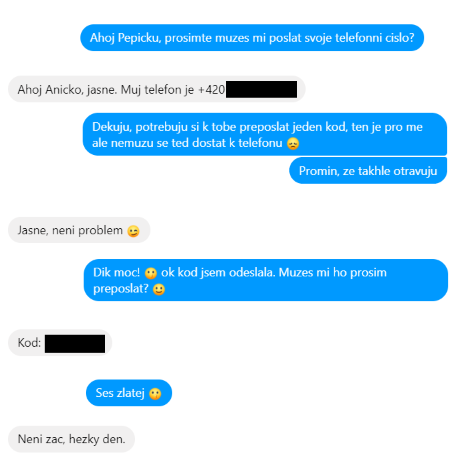 Ahoj Pepicku, prosimte muzes mi poslat svoje telefonni cislo?
Ahoj Anicko, jasne. Muj telefon je +420
Dekuju, potrebuju si k tobe preposlat jeden kod, ten je pro me
ale nemuzu se ted dostat k telefonu 😞
Promin, ze takhle otravuju
Jasne, neni problem 😉
Dik moc! 🤗 ok kod jsem odeslala. Muzes mi ho prosim
preposlat? 😃
Kod:
Ses zlatej 🤗
Neni zac, hezky den.